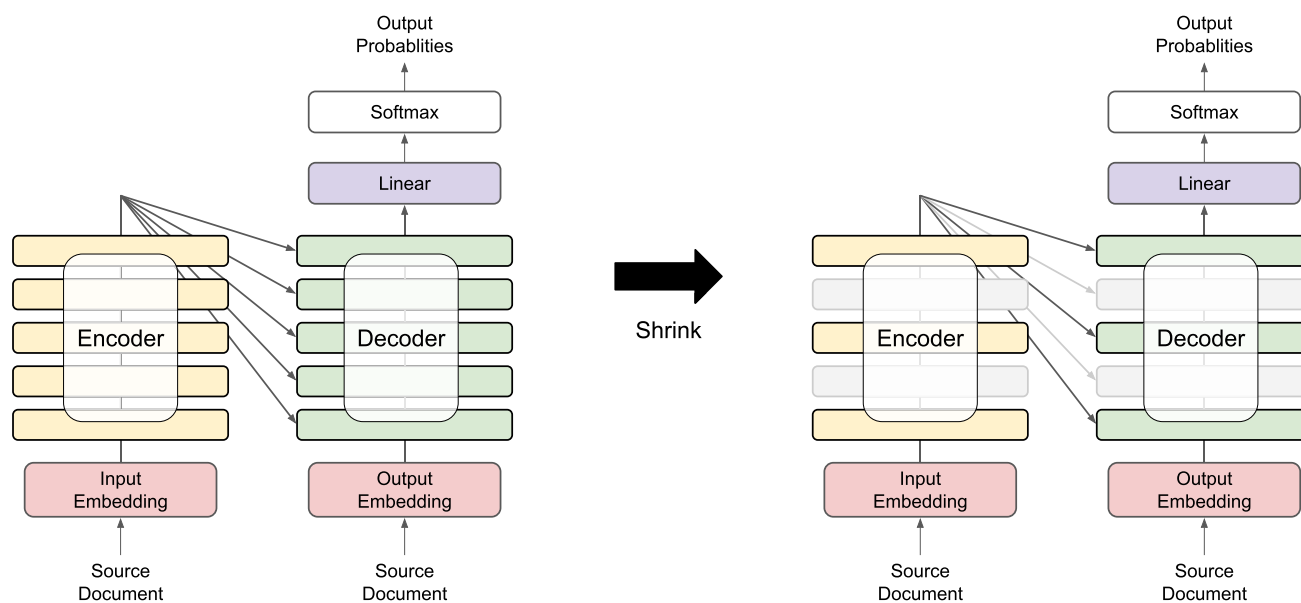 Output
Probablities
Softmax
Linear
Encoder
Decoder
Input
Embedding
Output
Embedding
Source
Document
Source
Document
Shrink
Output
Probablities
Softmax
Linear
Encoder
Decoder
Input
Embedding
Output
Embedding
Source
Document
Source
Document